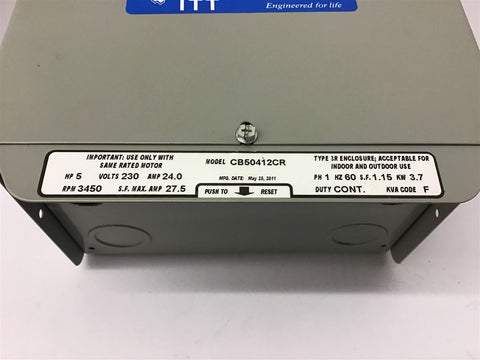 ITT
Engineered for life
IMPORTANT: USE ONLY WITH
SAME RATED MOTOR
HP 5 VOLTS 230 AMP 24.0
RPM 3450 S.F. MAX. AMP 27.5
MODEL CB50412CR
MFG. DATE: May 25, 2011
PUSH TO RESET
TYPE 3R ENCLOSURE; ACCEPTABLE FOR
INDOOR AND OUTDOOR USE
PH 1 HZ 60 S.F. 1.15 KW 3.7
DUTY CONT. KVA CODE F